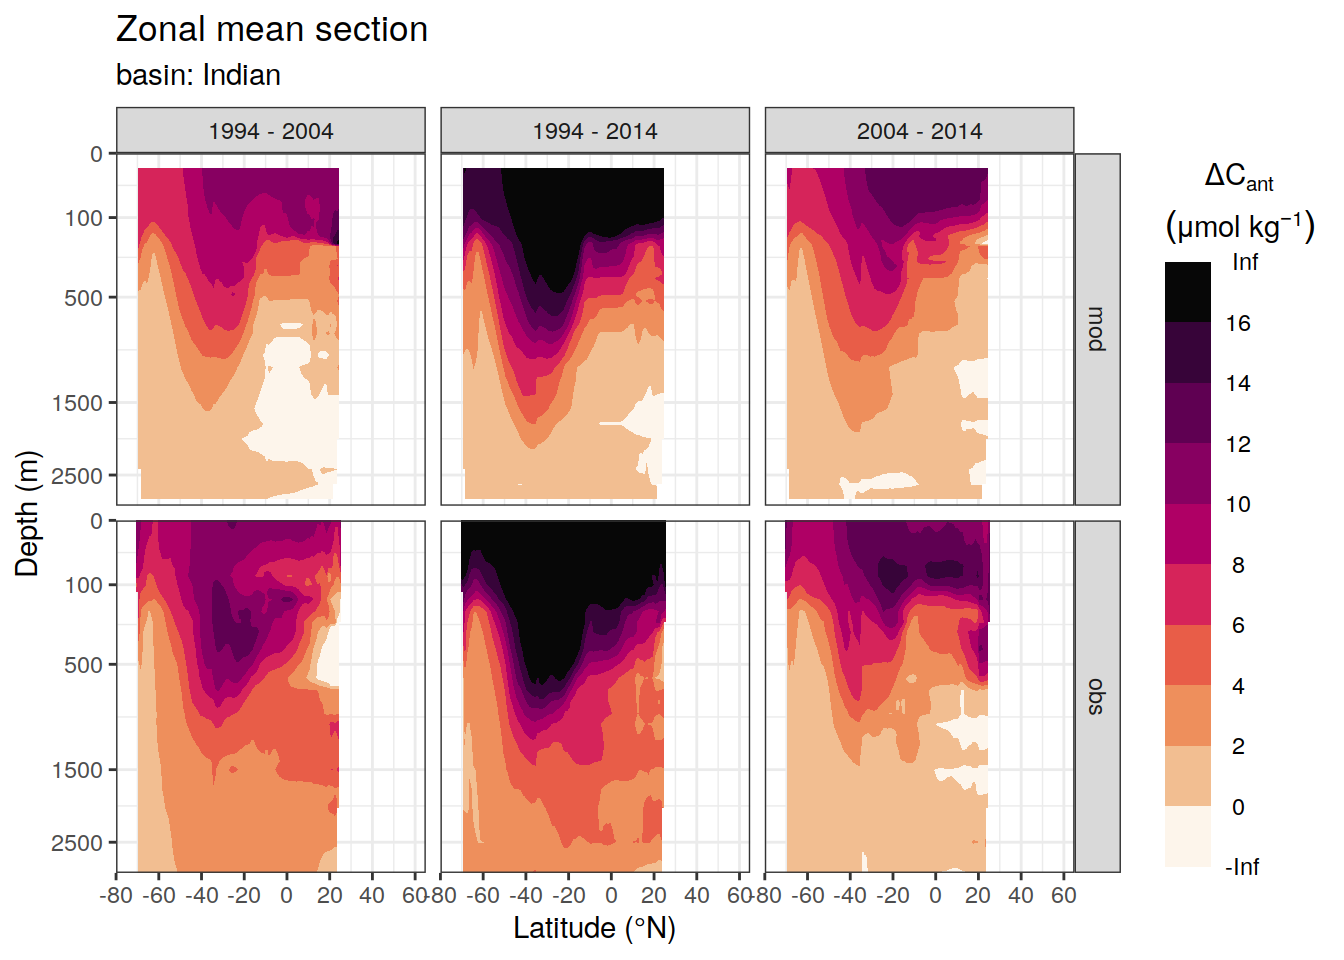 Zonal mean section
basin: Indian
1994 - 2004
1994 - 2014
2004 - 2014
0
100
500
1500
2500
mod
0
100
500
1500
2500
obs
Depth (m)
-80 -60 -40 -20 0 20 40 60
-80 -60 -40 -20 0 20 40 60
-80 -60 -40 -20 0 20 40 60
Latitude (°N)
ΔCant
(μmol kg⁻¹)
Inf
16
14
12
10
8
6
4
2
0
-Inf